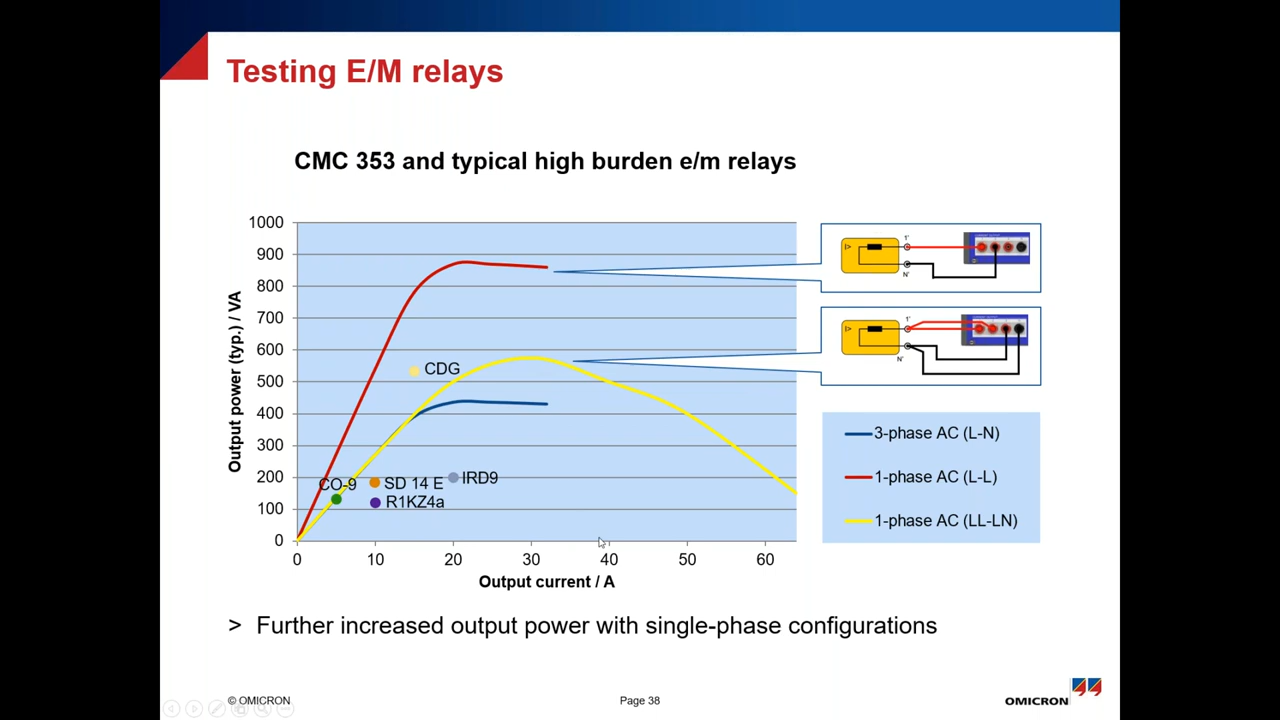 Testing E/M relays
CMC 353 and typical high burden e/m relays
Output power (typ.) / VA
1000
900
800
700
600
500
400
300
200
100
0
CDG
CO-9
SD 14 E
IRD9
R1KZ4a
0 10 20 30 40 50 60
Output current / A
I>
1'
N'
I>
1'
N'
3-phase AC (L-N)
1-phase AC (L-L)
1-phase AC (LL-LN)
> Further increased output power with single-phase configurations
© OMICRON
Page 38
OMICRON